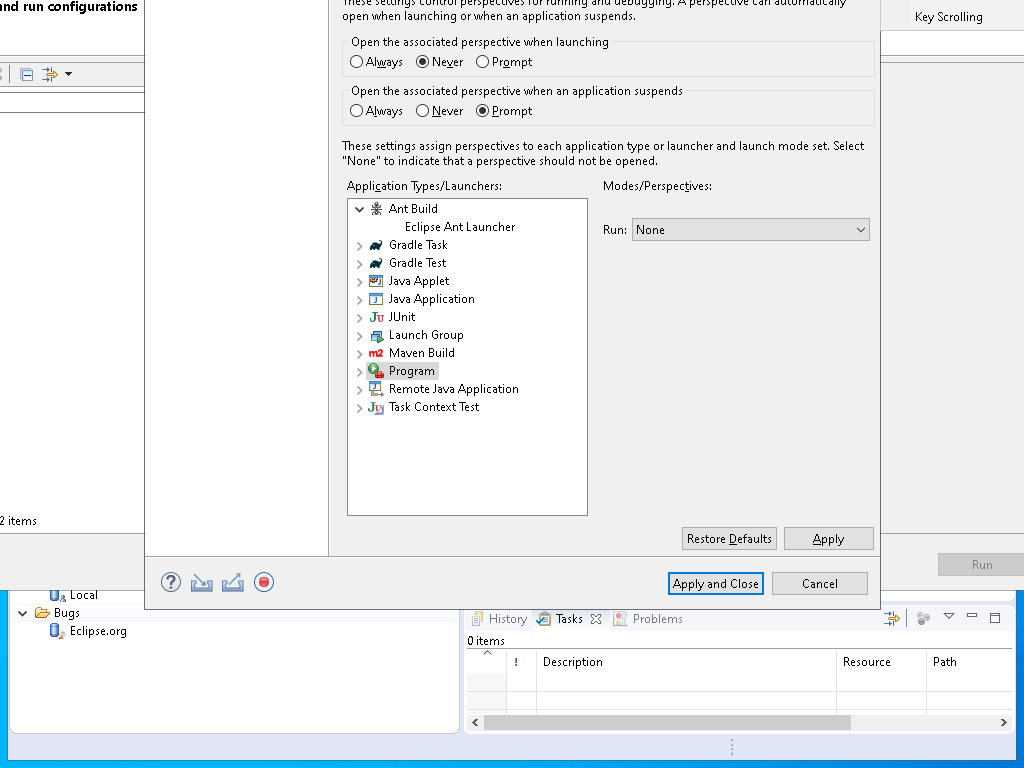 and run configurations
These settings control perspectives for running and debugging. A perspective can automatically
open when launching or when an application suspends.
Key Scrolling
Open the associated perspective when launching
Always Never Prompt
Open the associated perspective when an application suspends
Always Never Prompt
These settings assign perspectives to each application type or launcher and launch mode set. Select
"None" to indicate that a perspective should not be opened.
Application Types/Launchers:
Modes/Perspectives:
Ant Build
Eclipse Ant Launcher
Run: None
Gradle Task
Gradle Test
Java Applet
Java Application
JUnit
Launch Group
Maven Build
Program
Remote Java Application
Task Context Test
2 items
Restore Defaults Apply
Run
Apply and Close Cancel
Local
Bugs
Eclipse.org
History Tasks Problems
0 items
! Description Resource Path